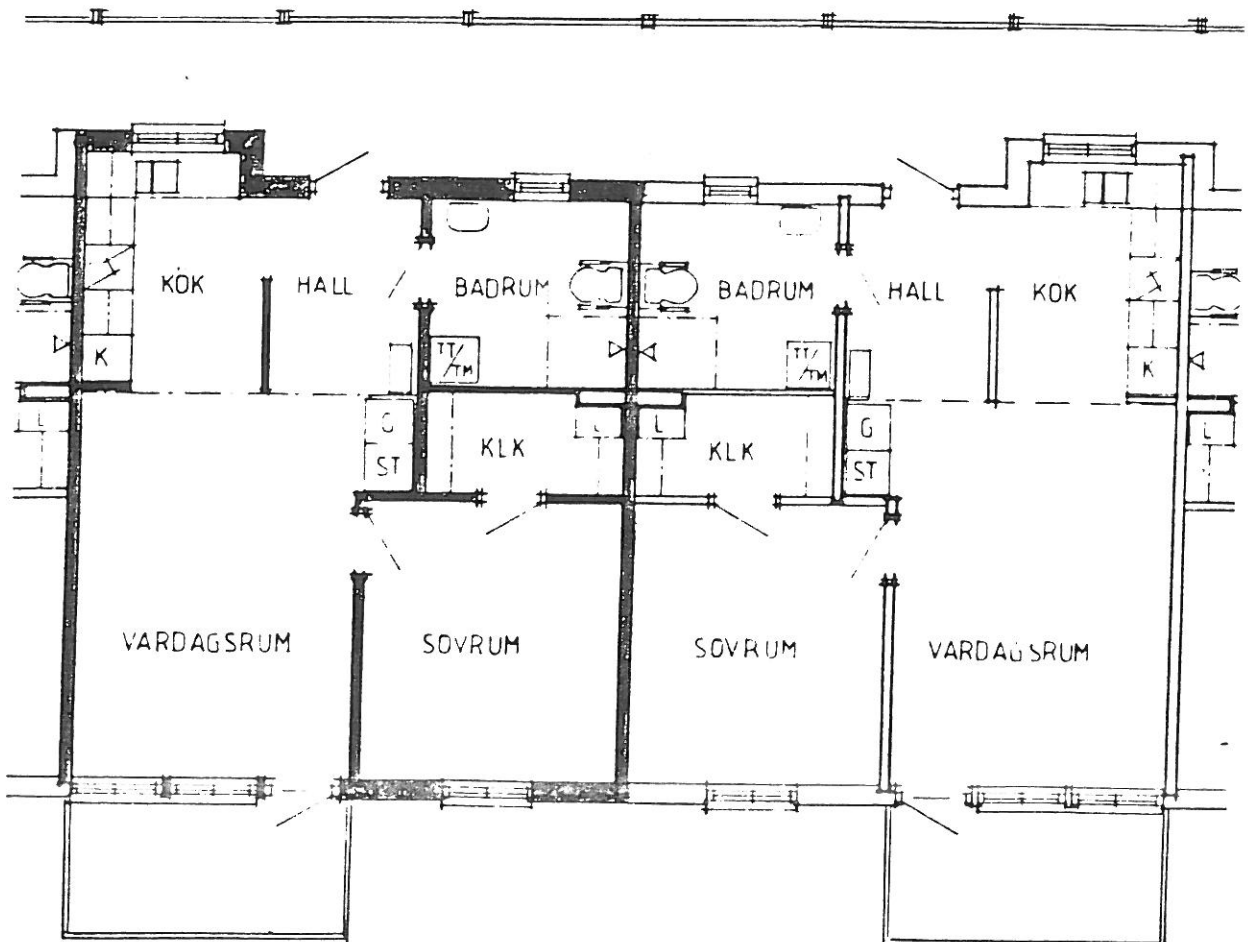 KÖK
HALL
BADRUM
BADRUM
HALL
KÖK
K
TT/TM
TT/TM
K
L
G
ST
KLK
L
L
KLK
G
ST
L
VARDAGSRUM
SOVRUM
SOVRUM
VARDAGSRUM